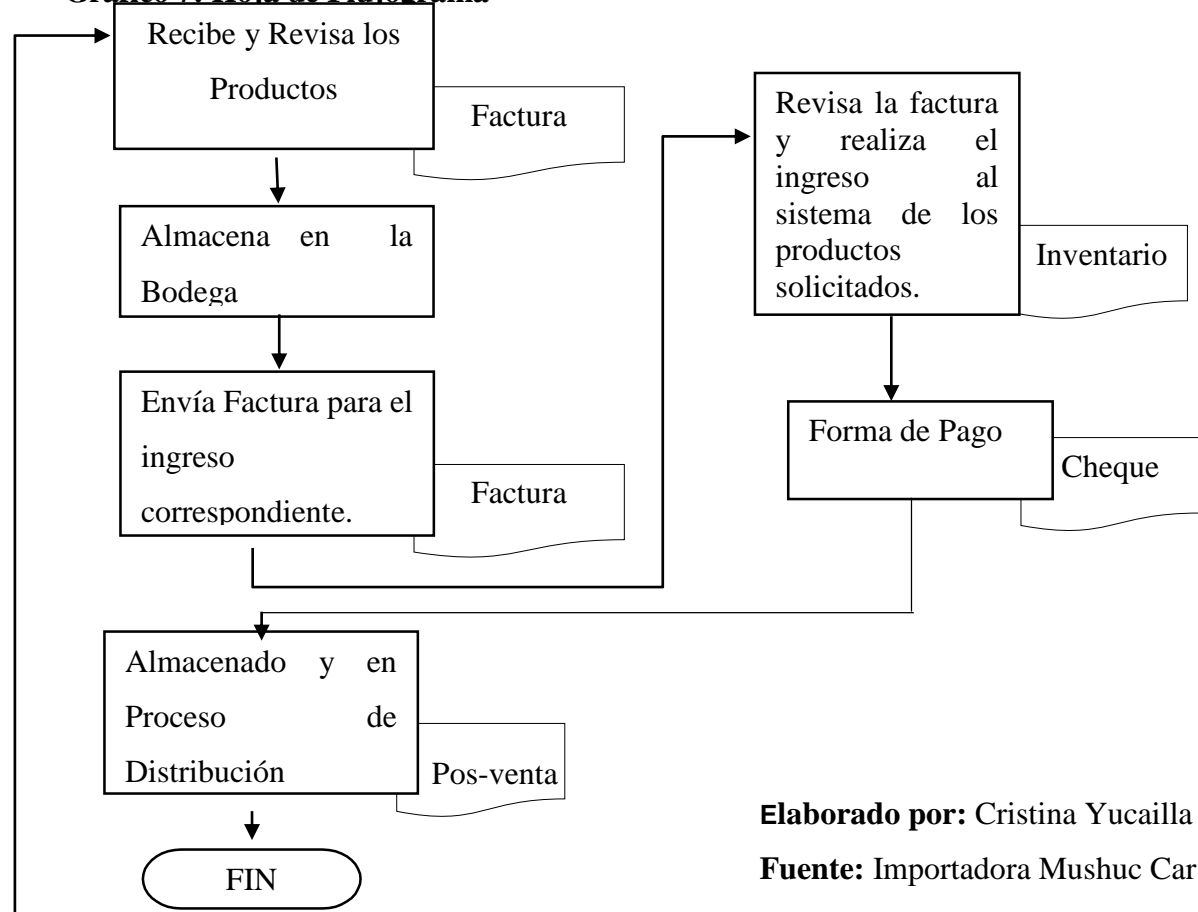 Recibe y Revisa los
Productos
Factura
Almacena en la
Bodega
Envía Factura para el
ingreso
correspondiente.
Factura
Revisa la factura
y realiza el
ingreso al
sistema de los
productos
solicitados.
Inventario
Forma de Pago
Cheque
Almacenado y en
Proceso de
Distribución
Pos-venta
FIN
Elaborado por: Cristina Yucailla
Fuente: Importadora Mushuc Car